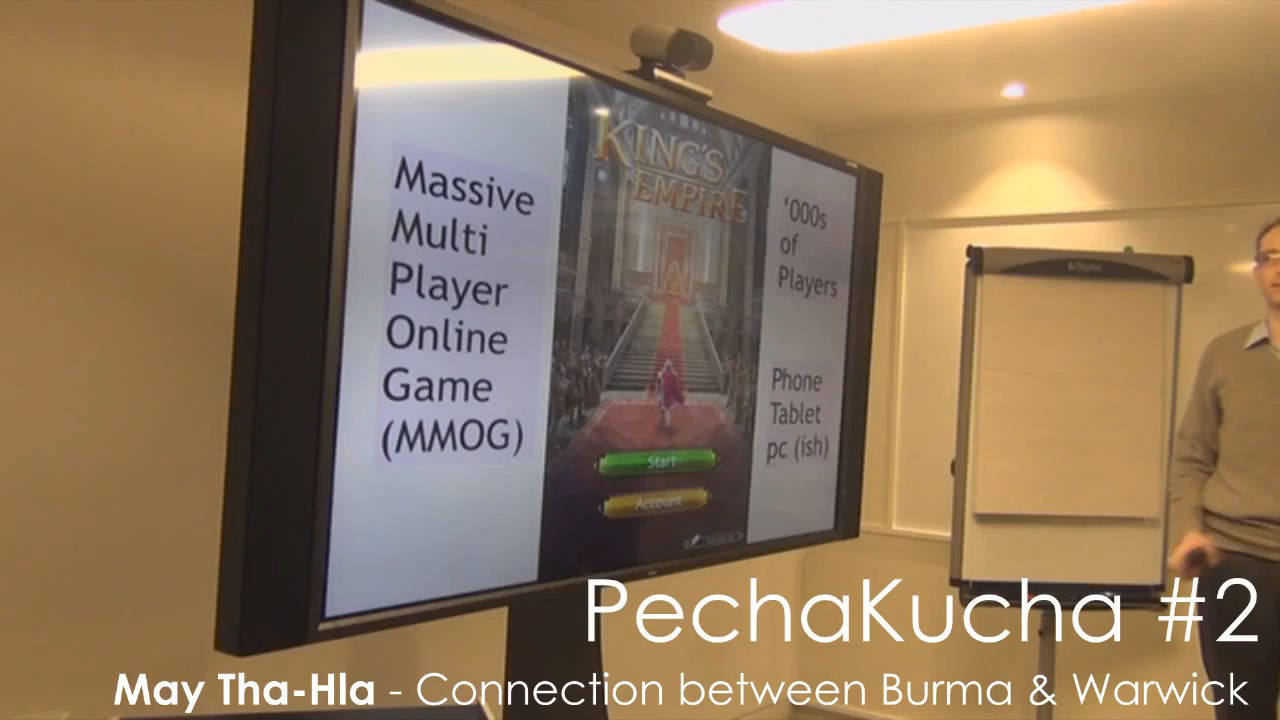 Massive
Multi
Player
Online
Game
(MMOG)
KING'S
EMPIRE
Start
Account
‘000s
of
Players
Phone
Tablet
pc (ish)
PechaKucha #2
May Tha-Hla - Connection between Burma & Warwick